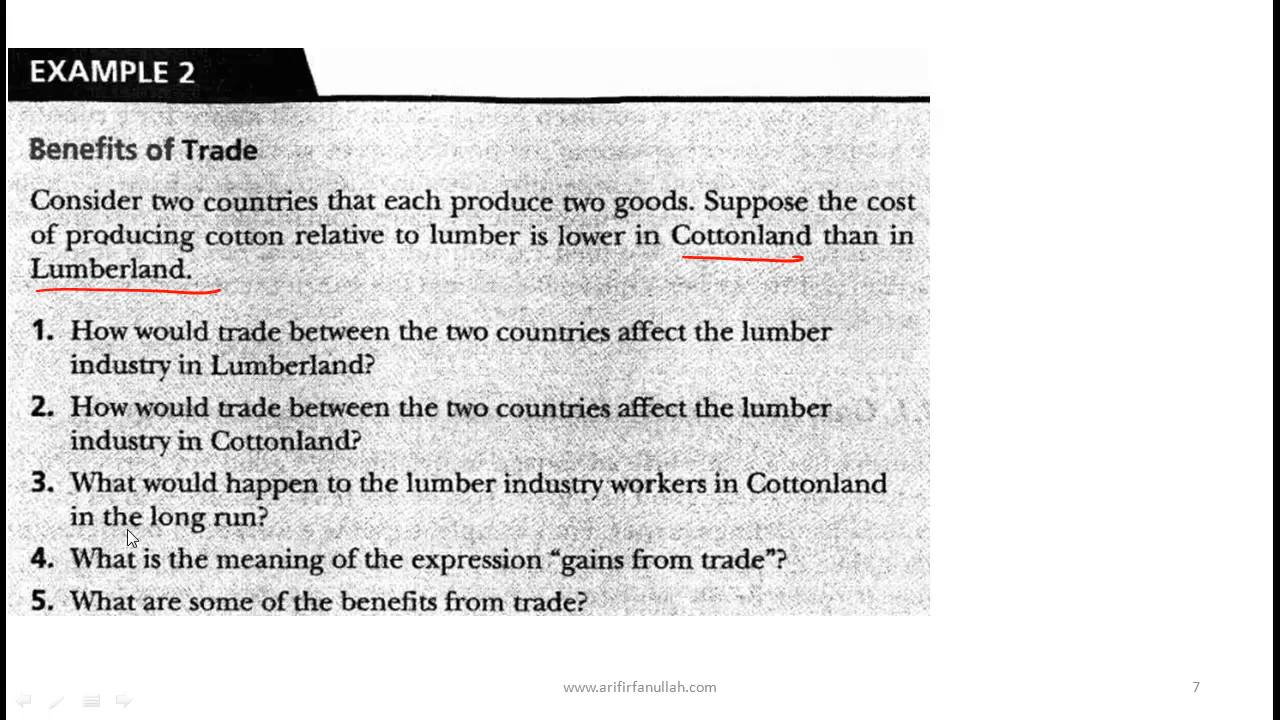 EXAMPLE 2
Benefits of Trade
Consider two countries that each produce two goods. Suppose the cost
of producing cotton relative to lumber is lower in Cottonland than in
Lumberland.
1. How would trade between the two countries affect the lumber
industry in Lumberland?
2. How would trade between the two countries affect the lumber
industry in Cottonland?
3. What would happen to the lumber industry workers in Cottonland
in the long run?
4. What is the meaning of the expression “gains from trade”?
5. What are some of the benefits from trade?
www.arifirfanullah.com
7